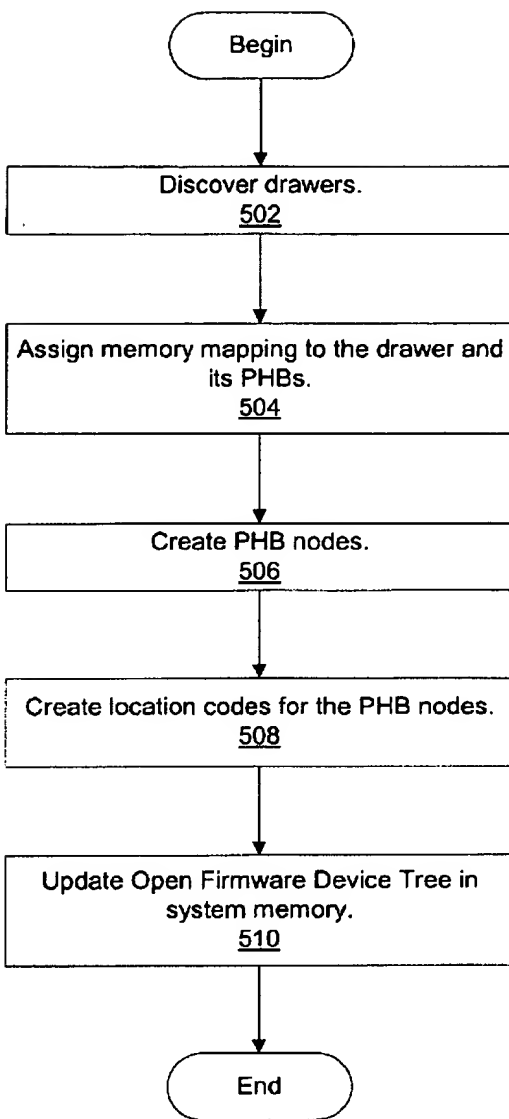 Begin
Discover drawers.
502
Assign memory mapping to the drawer and
its PHBs.
504
Create PHB nodes.
506
Create location codes for the PHB nodes.
508
Update Open Firmware Device Tree in
system memory.
510
End